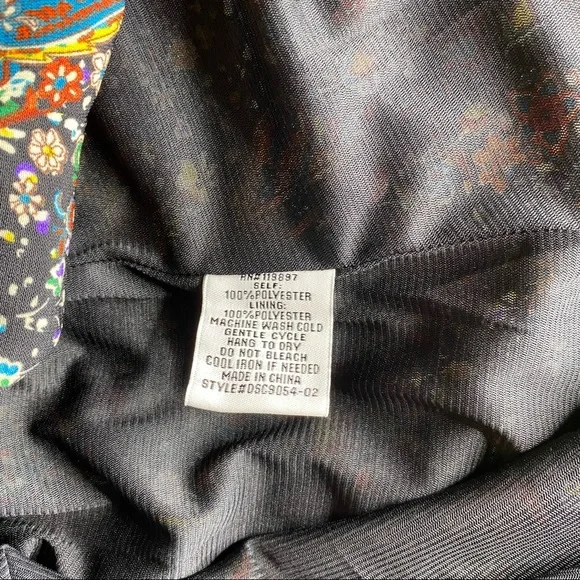 RN#119897
SELF:
100%POLYESTER
LINING:
100%POLYESTER
MACHINE WASH COLD
GENTLE CYCLE
HANG TO DRY
DO NOT BLEACH
COOL IRON IF NEEDED
MADE IN CHINA
STYLE#DSC9054-02